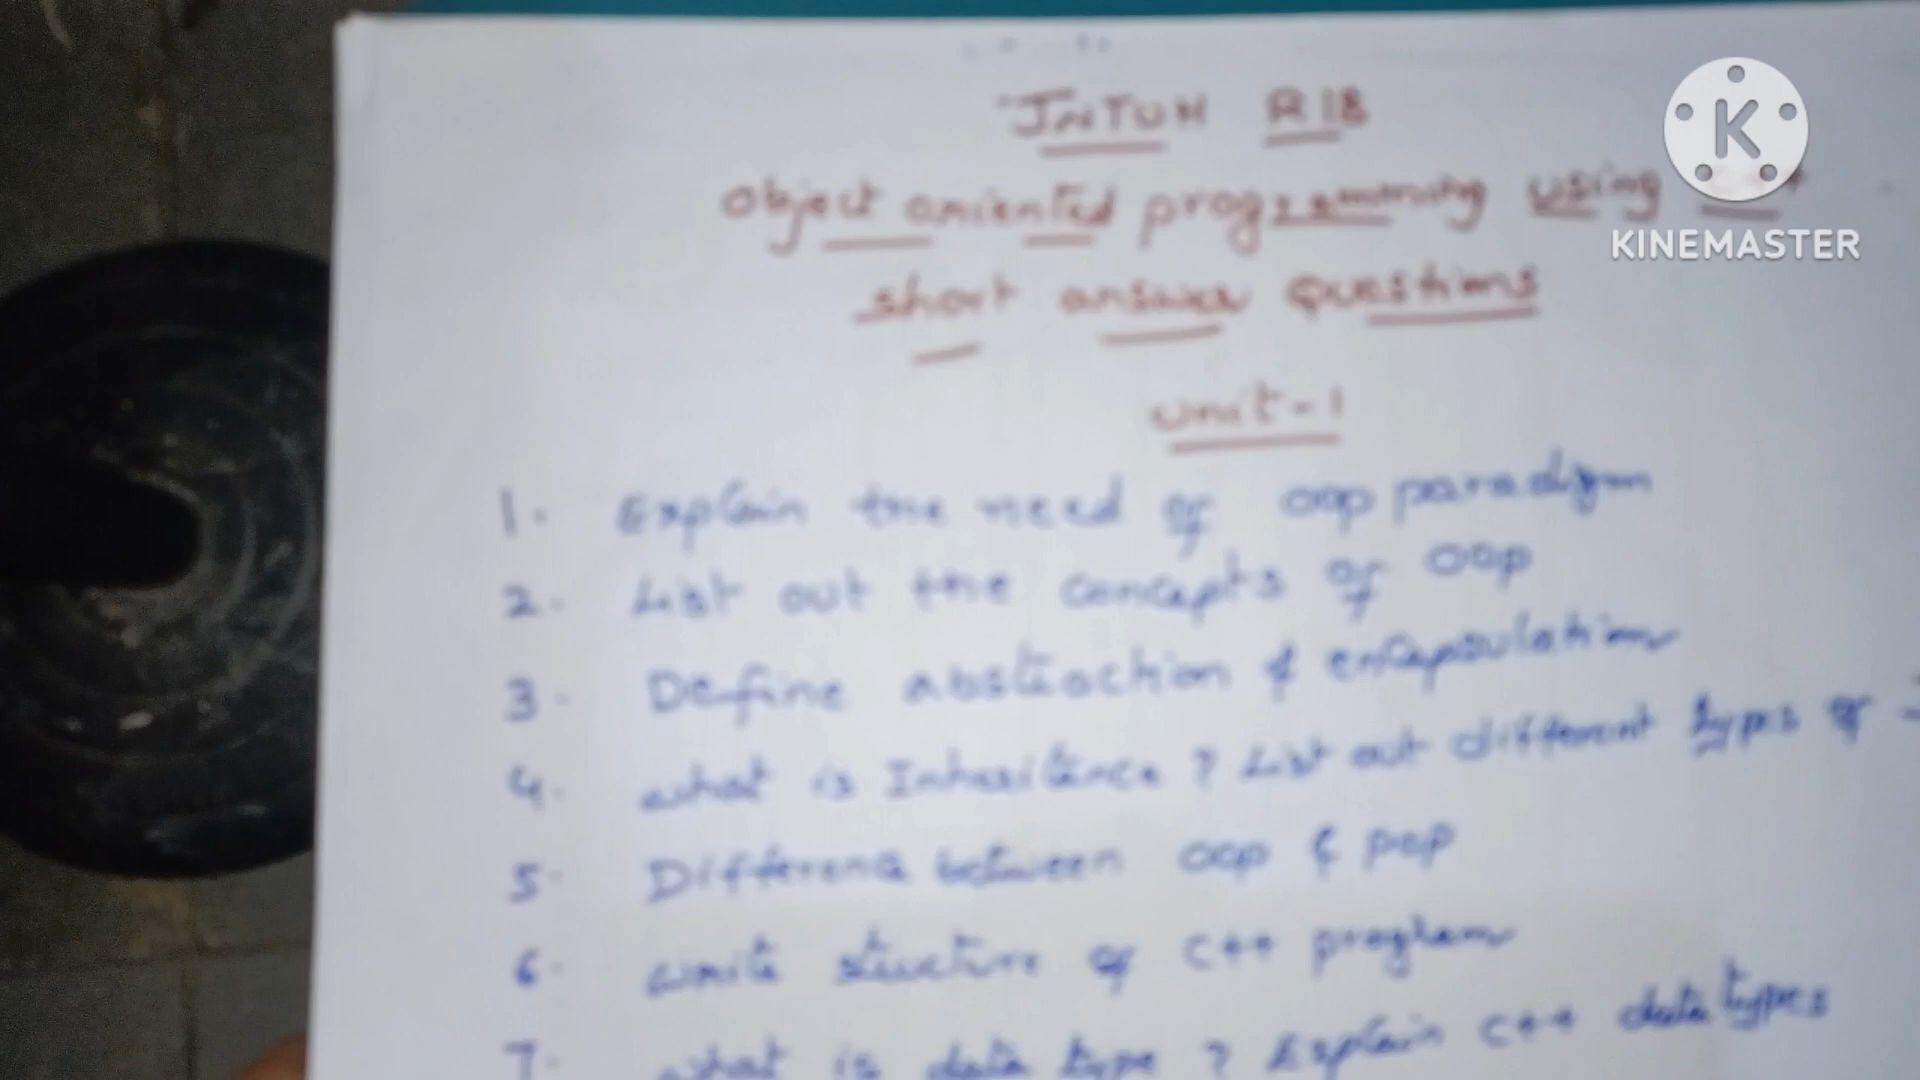 JNTUH R18
Object oriented programming using
short answer Questions
unit-1
1. Explain the need of OOP paradigm
2. List out the concepts of OOP
3. Define abstraction & encapsulation
4. what is Inheritance? List out different types of
5. Difference between OOP & POP
6. write structure of C++ program
7. what is data type? Explain C++ data types
KINEMASTER